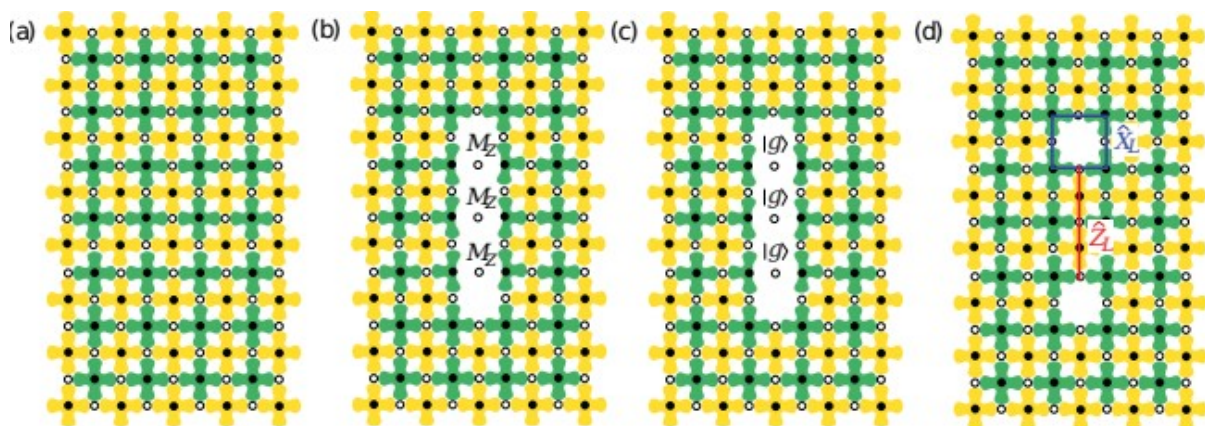 (a) (b) (c) (d)
M_Z |g⟩ X̂_L
M_Z |g⟩
M_Z |g⟩ Ẑ_L